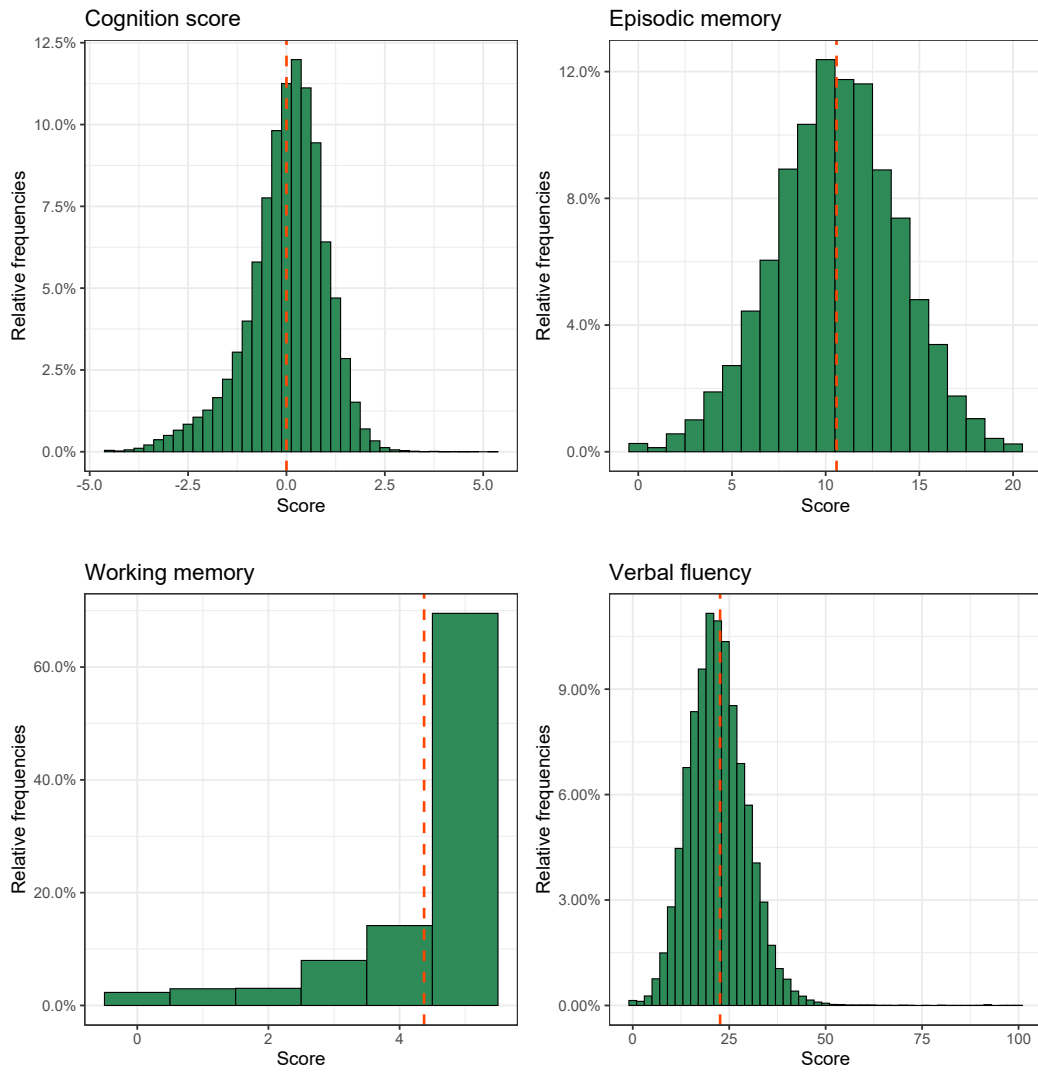 Cognition score
12.5%
10.0%
7.5%
5.0%
2.5%
0.0%
Relative frequencies
-5.0 -2.5 0.0 2.5 5.0
Score
Episodic memory
12.0%
8.0%
4.0%
0.0%
Relative frequencies
0 5 10 15 20
Score
Working memory
60.0%
40.0%
20.0%
0.0%
Relative frequencies
0 2 4
Score
Verbal fluency
9.00%
6.00%
3.00%
0.00%
Relative frequencies
0 25 50 75 100
Score